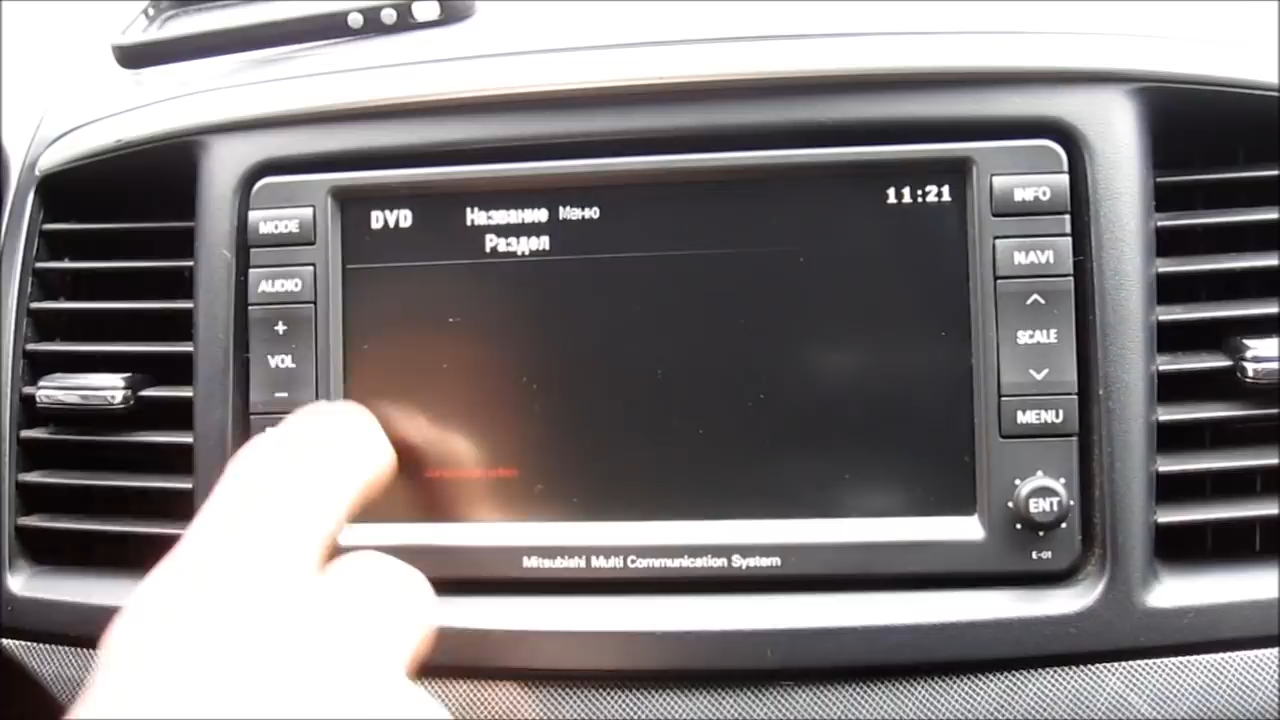 DVD Название Меню 11:21
Раздел
MODE
AUDIO
+
VOL
−
INFO
NAVI
SCALE
MENU
ENT
E-01
Mitsubishi Multi Communication System